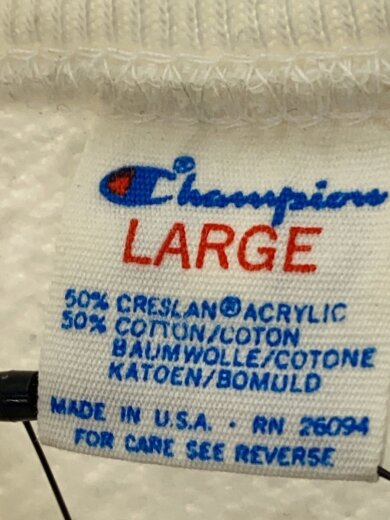 Champion®
LARGE
50% CRESLAN® ACRYLIC
50% COTTON/COTON
BAUMWOLLE/COTONE
KATOEN/BOMULD
MADE IN U.S.A. · RN 26094
FOR CARE SEE REVERSE